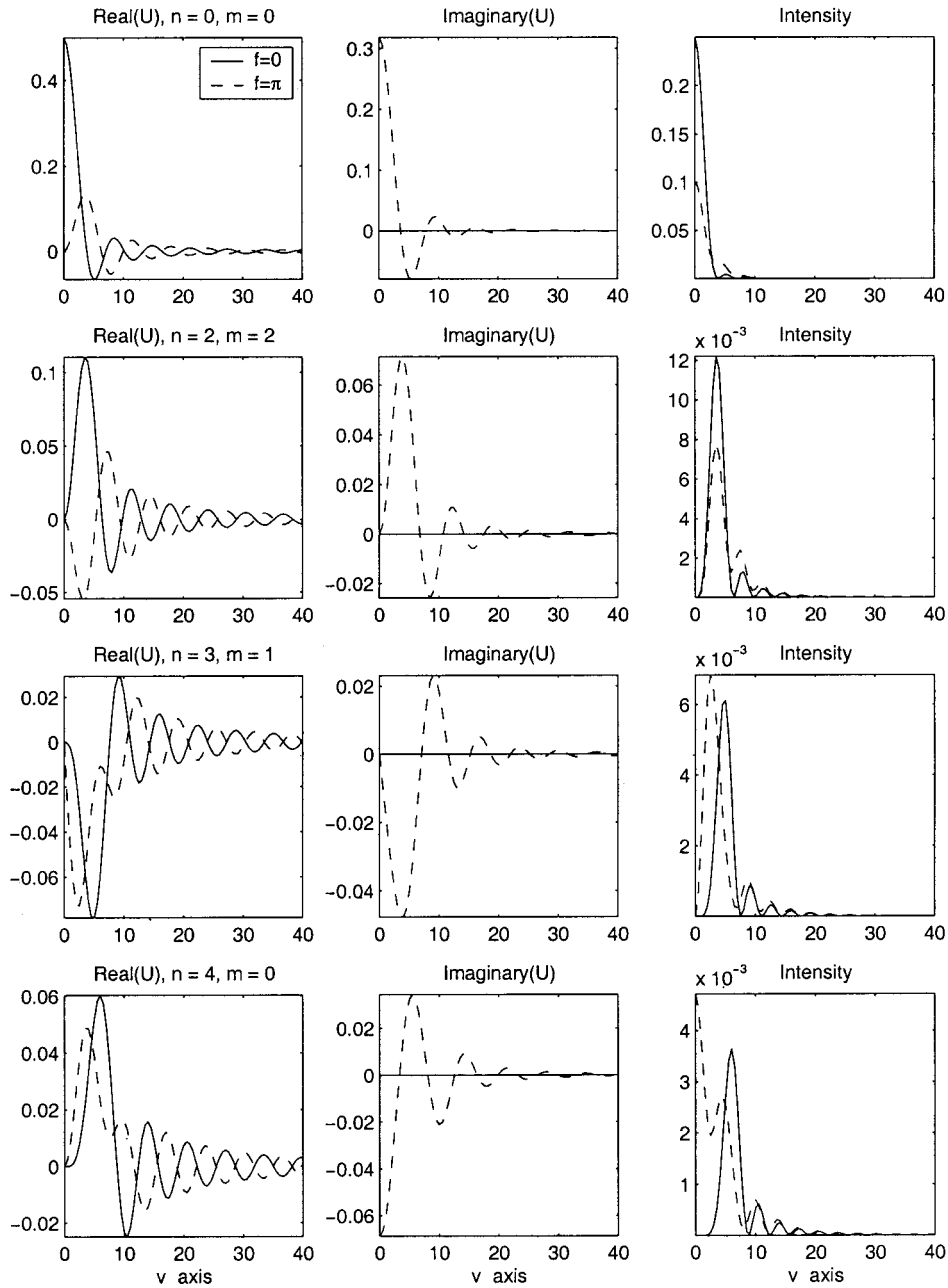 Real(U), n = 0, m = 0
Imaginary(U)
Intensity
f=0
f=π
0.4
0.2
0
0 10 20 30 40
0.3
0.2
0.1
0
0 10 20 30 40
0.2
0.15
0.1
0.05
0 10 20 30 40
Real(U), n = 2, m = 2
Imaginary(U)
x 10⁻³ Intensity
0.1
0.05
0
−0.05
0 10 20 30 40
0.06
0.04
0.02
0
−0.02
0 10 20 30 40
12
10
8
6
4
2
0 10 20 30 40
Real(U), n = 3, m = 1
Imaginary(U)
x 10⁻³ Intensity
0.02
0
−0.02
−0.04
−0.06
0 10 20 30 40
0.02
0
−0.02
−0.04
0 10 20 30 40
6
4
2
0 10 20 30 40
Real(U), n = 4, m = 0
Imaginary(U)
x 10⁻³ Intensity
0.06
0.04
0.02
0
−0.02
0 10 20 30 40
v axis
0.02
0
−0.02
−0.04
−0.06
0 10 20 30 40
v axis
4
3
2
1
0 10 20 30 40
v axis